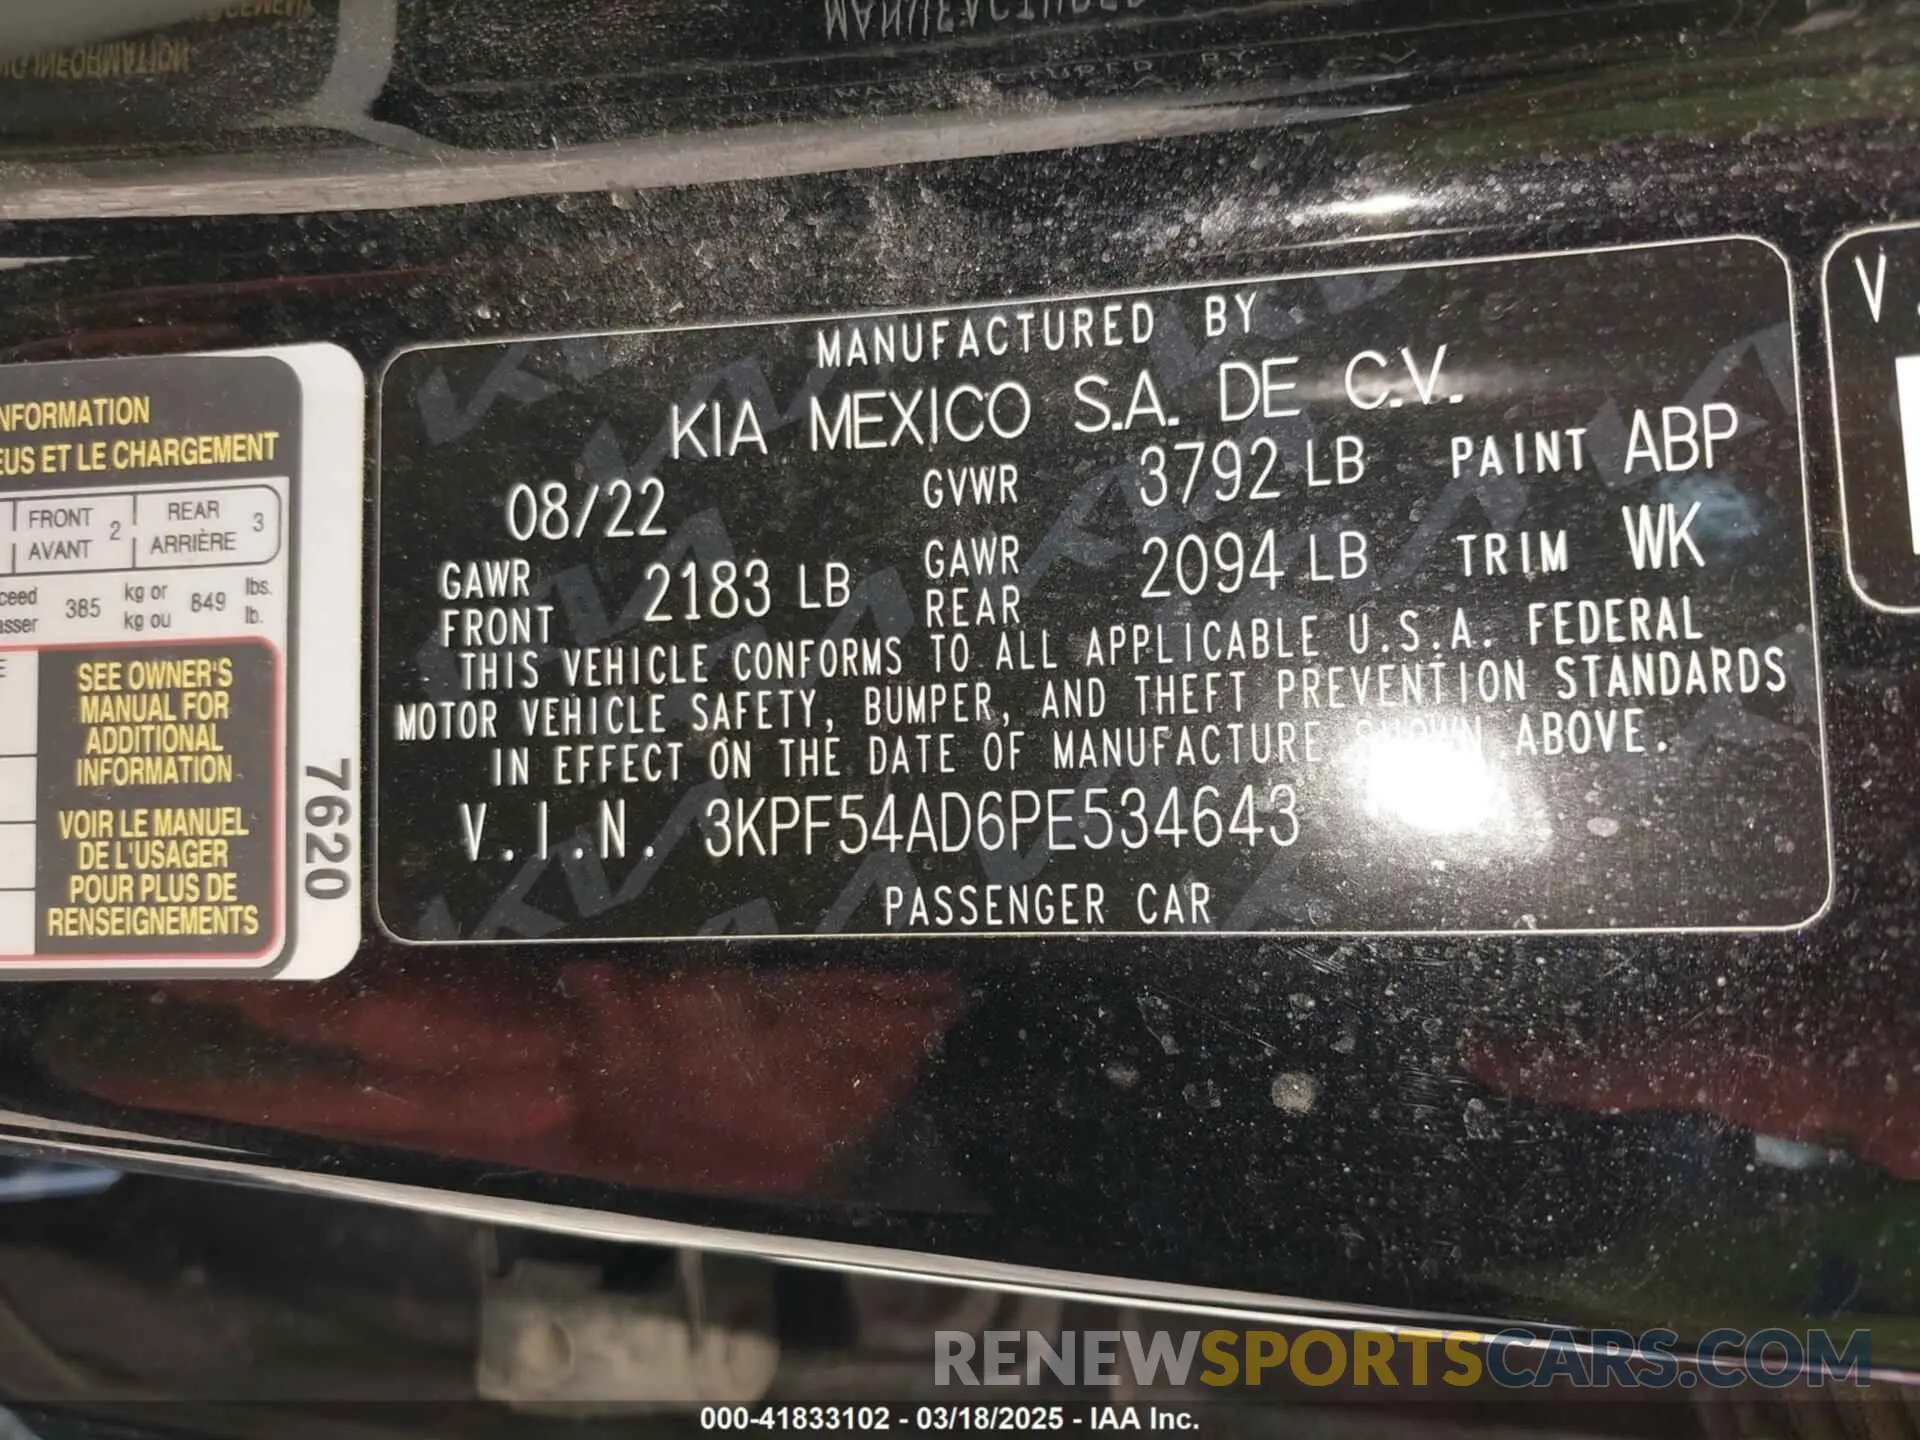 MANUFACTURED BY
KIA MEXICO S.A. DE C.V.
08/22 GVWR 3792 LB PAINT ABP
GAWR FRONT 2183 LB GAWR REAR 2094 LB TRIM WK
THIS VEHICLE CONFORMS TO ALL APPLICABLE U.S.A. FEDERAL
MOTOR VEHICLE SAFETY, BUMPER, AND THEFT PREVENTION STANDARDS
IN EFFECT ON THE DATE OF MANUFACTURE SHOWN ABOVE.
V.I.N. 3KPF54AD6PE534643
PASSENGER CAR
NFORMATION
EUS ET LE CHARGEMENT
FRONT 2 REAR 3
AVANT ARRIÈRE
ceed 385 kg or 849 lbs.
asser kg ou lb.
SEE OWNER'S
MANUAL FOR
ADDITIONAL
INFORMATION
VOIR LE MANUEL
DE L'USAGER
POUR PLUS DE
RENSEIGNEMENTS
7620
V
RENEWSPORTSCARS.COM
000-41833102 - 03/18/2025 - IAA Inc.